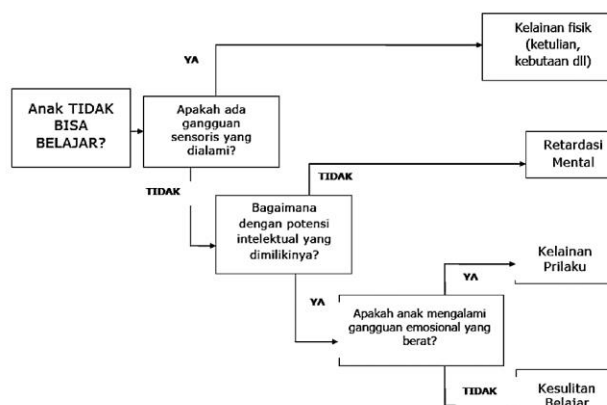 Kelainan fisik
(ketulian,
kebutaan dll)
YA
Anak TIDAK
BISA
BELAJAR?
Apakah ada
gangguan
sensoris yang
dialami?
Retardasi
Mental
TIDAK
TIDAK
Bagaimana
dengan potensi
intelektual yang
dimilikinya?
Kelainan
Prilaku
YA
YA
Apakah anak mengalami
gangguan emosional yang
berat?
TIDAK
Kesulitan
Belajar